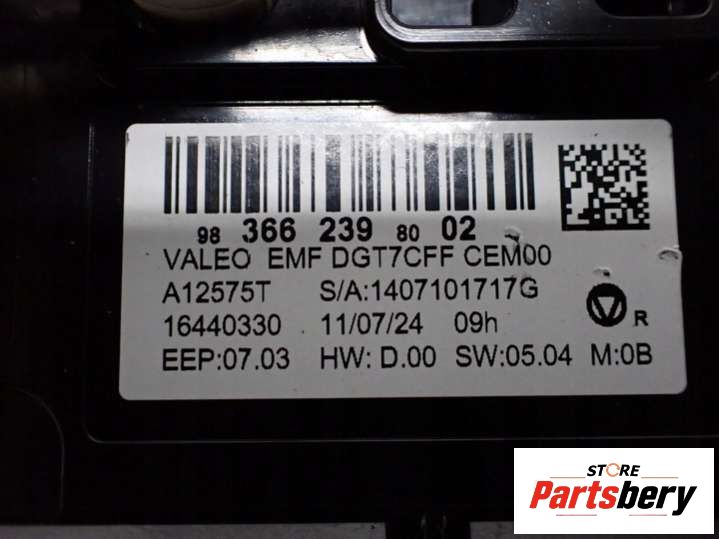 98 366 239 80 02
VALEO EMF DGT7CFF CEM00
A12575T S/A:1407101717G
16440330 11/07/24 09h
R
EEP:07.03 HW: D.00 SW:05.04 M:0B
STORE
Partsbery